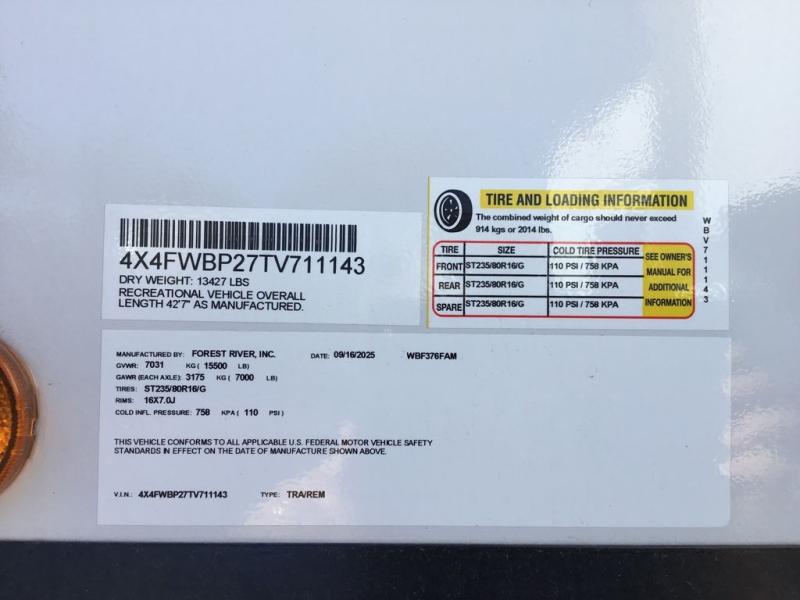 4X4FWBP27TV711143
DRY WEIGHT: 13427 LBS
RECREATIONAL VEHICLE OVERALL
LENGTH 42'7" AS MANUFACTURED.
TIRE AND LOADING INFORMATION
The combined weight of cargo should never exceed
914 kgs or 2014 lbs.
TIRE SIZE COLD TIRE PRESSURE
FRONT ST235/80R16/G 110 PSI / 758 KPA
REAR ST235/80R16/G 110 PSI / 758 KPA
SPARE ST235/80R16/G 110 PSI / 758 KPA
SEE OWNER'S
MANUAL FOR
ADDITIONAL
INFORMATION
WBV711143
MANUFACTURED BY: FOREST RIVER, INC. DATE: 09/16/2025 WBF376FAM
GVWR: 7031 KG ( 15500 LB)
GAWR (EACH AXLE): 3175 KG ( 7000 LB)
TIRES: ST235/80R16/G
RIMS: 16X7.0J
COLD INFL. PRESSURE: 758 KPA ( 110 PSI )
THIS VEHICLE CONFORMS TO ALL APPLICABLE U.S. FEDERAL MOTOR VEHICLE SAFETY
STANDARDS IN EFFECT ON THE DATE OF MANUFACTURE SHOWN ABOVE.
V.I.N.: 4X4FWBP27TV711143 TYPE: TRA/REM